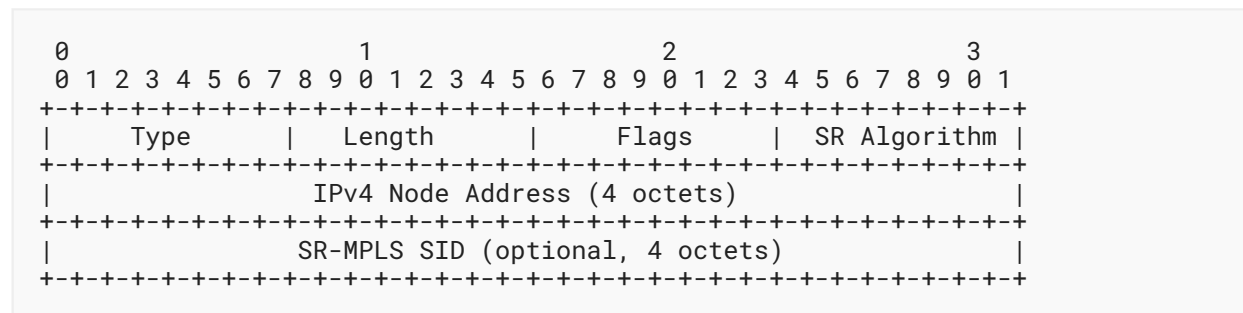 0                   1                   2                   3
 0 1 2 3 4 5 6 7 8 9 0 1 2 3 4 5 6 7 8 9 0 1 2 3 4 5 6 7 8 9 0 1
+-+-+-+-+-+-+-+-+-+-+-+-+-+-+-+-+-+-+-+-+-+-+-+-+-+-+-+-+-+-+-+-+
|     Type      |   Length      |     Flags     |  SR Algorithm |
+-+-+-+-+-+-+-+-+-+-+-+-+-+-+-+-+-+-+-+-+-+-+-+-+-+-+-+-+-+-+-+-+
|                 IPv4 Node Address (4 octets)                  |
+-+-+-+-+-+-+-+-+-+-+-+-+-+-+-+-+-+-+-+-+-+-+-+-+-+-+-+-+-+-+-+-+
|                SR-MPLS SID (optional, 4 octets)               |
+-+-+-+-+-+-+-+-+-+-+-+-+-+-+-+-+-+-+-+-+-+-+-+-+-+-+-+-+-+-+-+-+